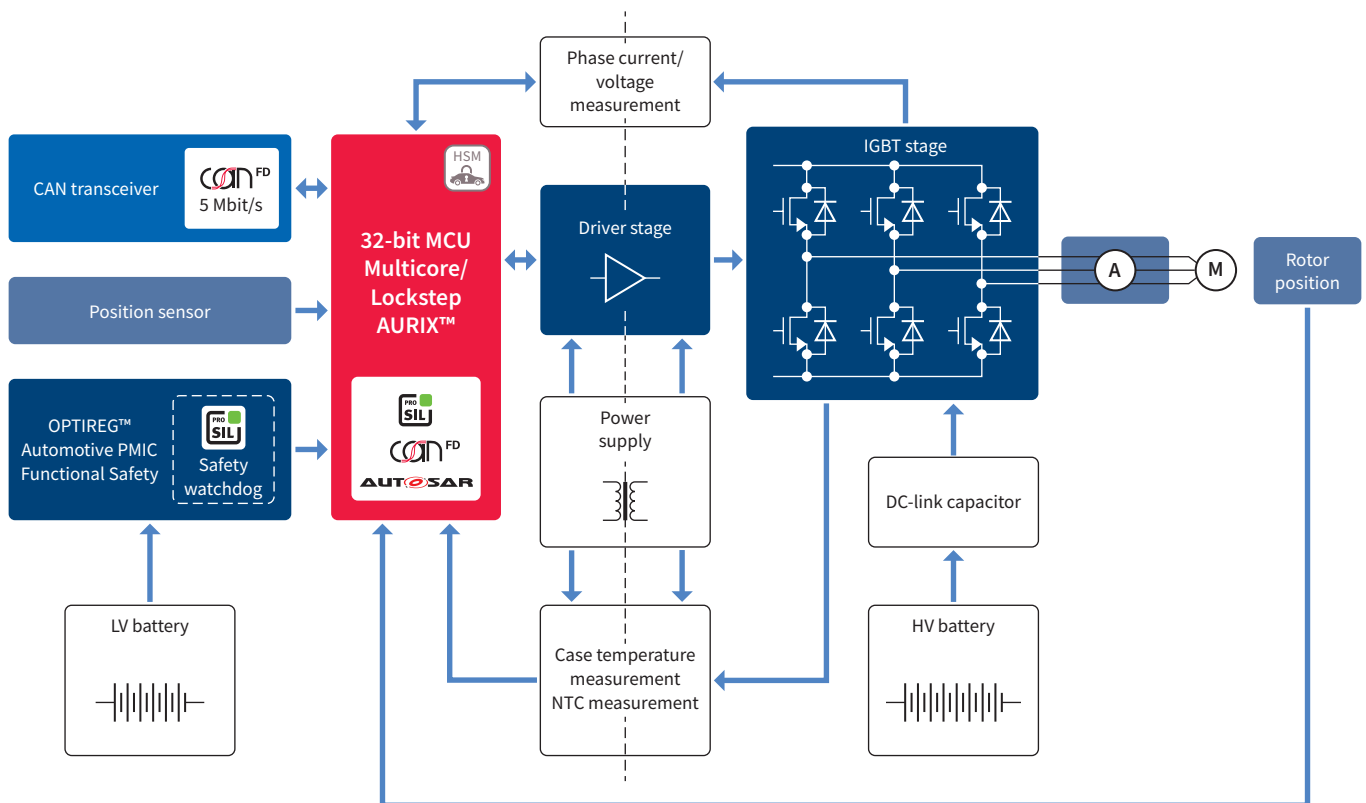 Phase current/
voltage
measurement
CAN transceiver
CAN FD
5 Mbit/s
HSM
32-bit MCU
Multicore/
Lockstep
AURIX™
Driver stage
IGBT stage
A
M
Rotor
position
Position sensor
OPTIREG™
Automotive PMIC
Functional Safety
PRO
SIL
Safety
watchdog
PRO
SIL
CAN FD
AUTOSAR
Power
supply
DC-link capacitor
LV battery
Case temperature
measurement
NTC measurement
HV battery